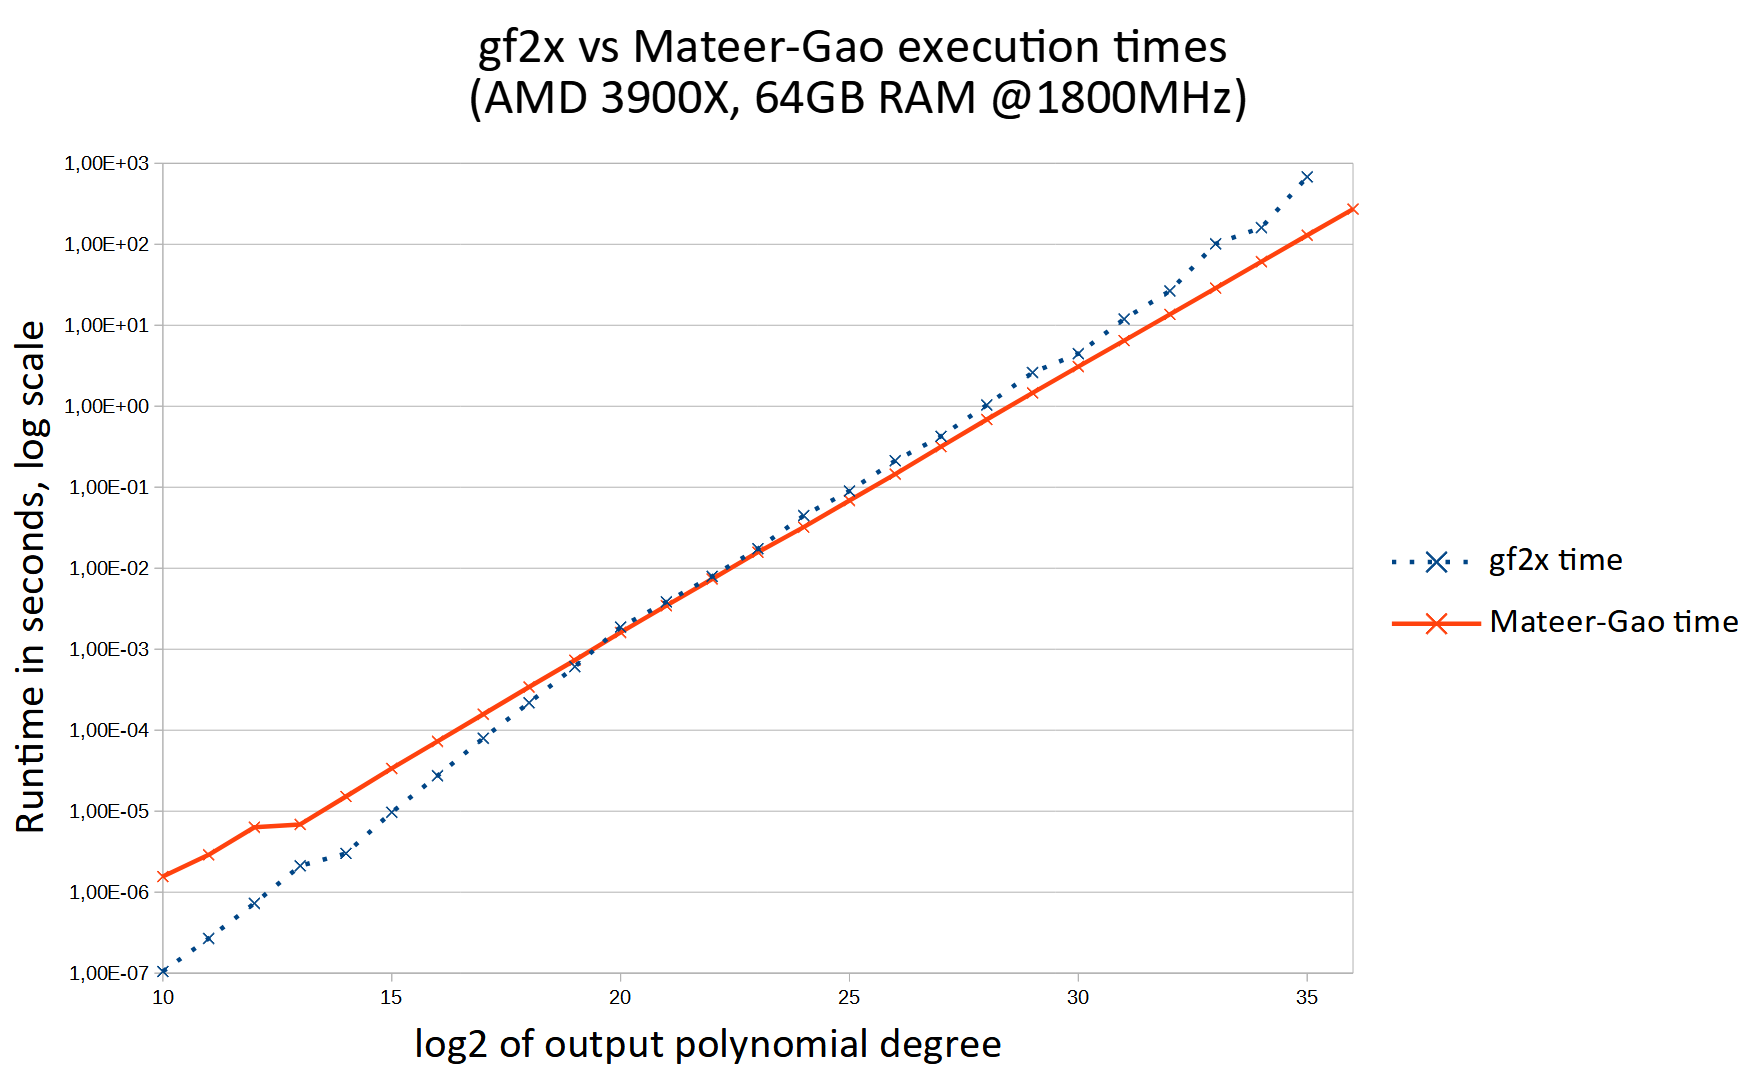 gf2x vs Mateer-Gao execution times
(AMD 3900X, 64GB RAM @1800MHz)
Runtime in seconds, log scale
1,00E+03
1,00E+02
1,00E+01
1,00E+00
1,00E-01
1,00E-02
1,00E-03
1,00E-04
1,00E-05
1,00E-06
1,00E-07
10 15 20 25 30 35
log2 of output polynomial degree
gf2x time
Mateer-Gao time